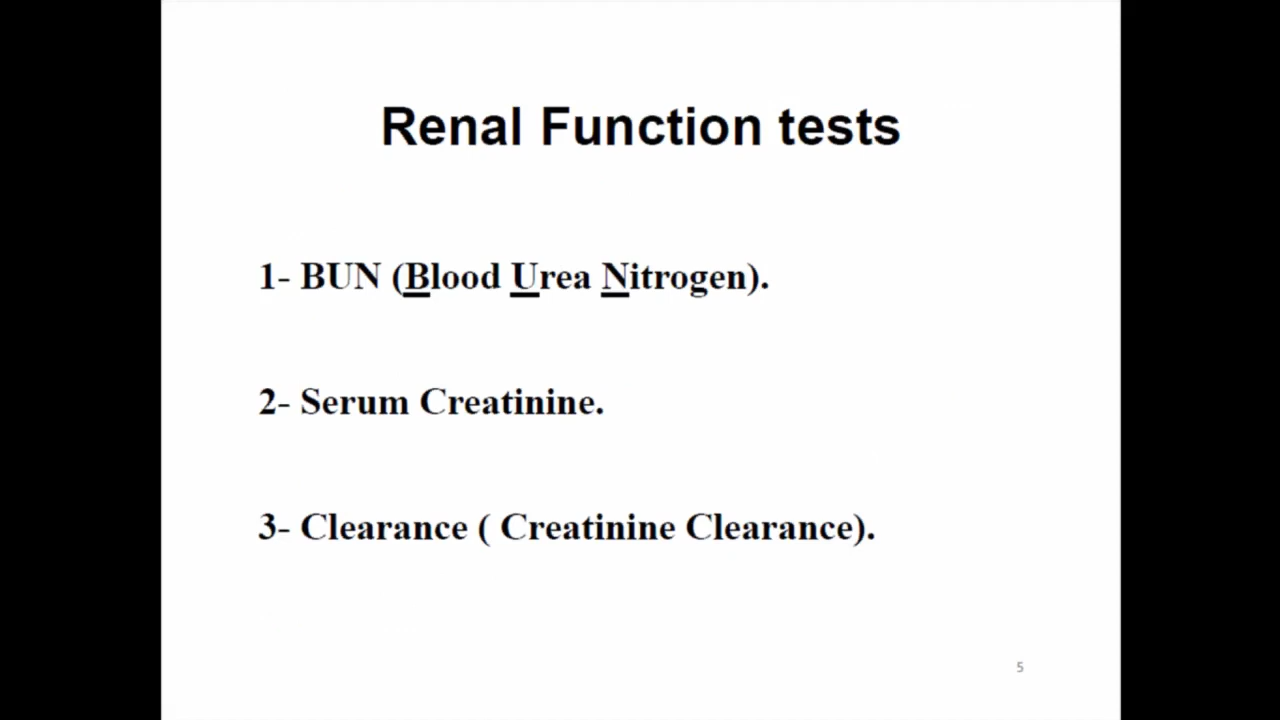 Renal Function tests
1- BUN (Blood Urea Nitrogen).
2- Serum Creatinine.
3- Clearance ( Creatinine Clearance).
5